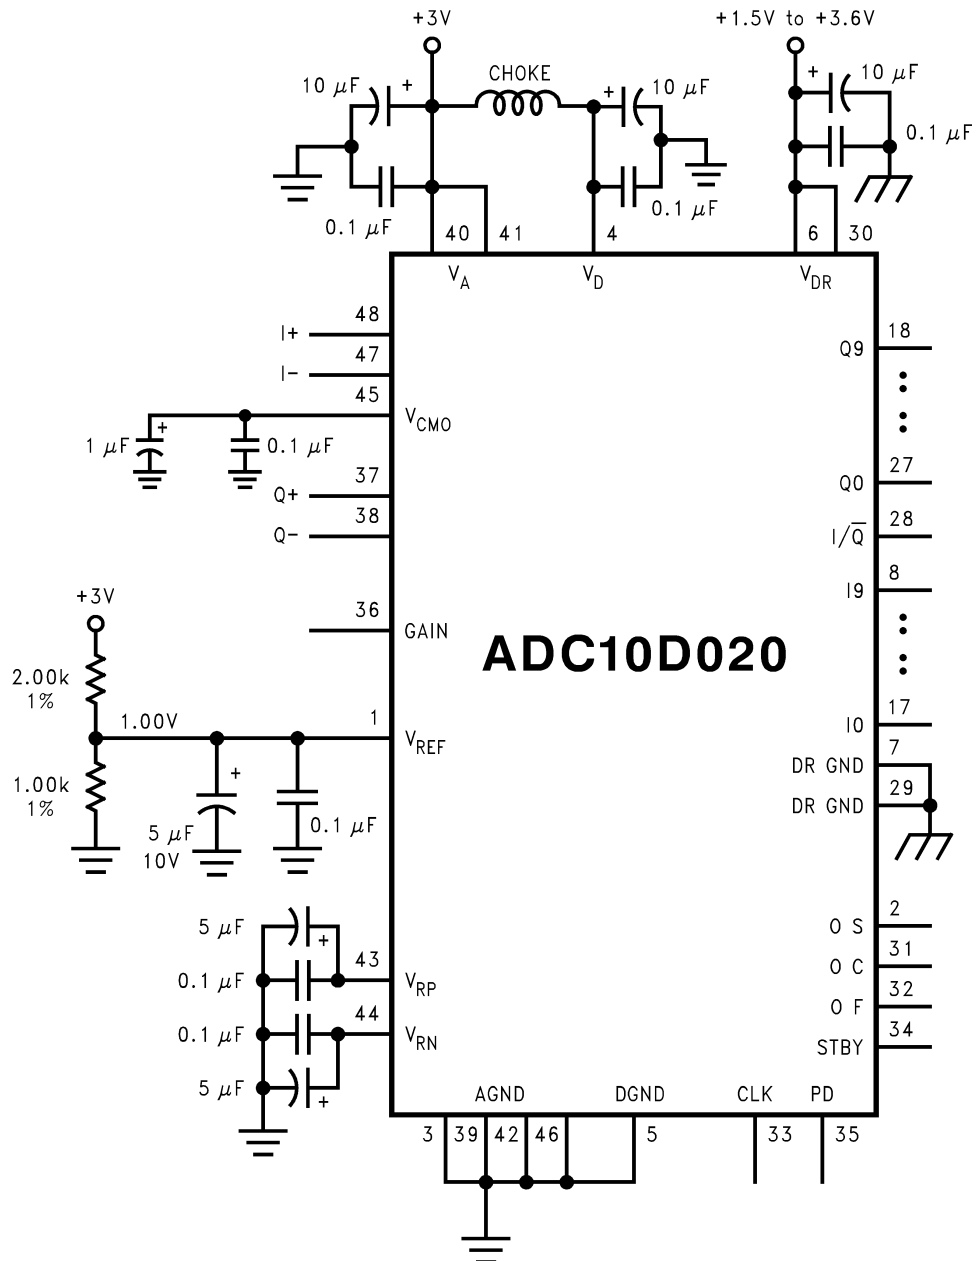 +3V
+1.5V to +3.6V
10 µF
+
CHOKE
+
10 µF
+
10 µF
0.1 µF
0.1 µF
0.1 µF
40
41
4
6
30
VA
VD
VDR
I+
48
I-
47
45
VCMO
1 µF
+
0.1 µF
Q+
37
Q-
38
36
GAIN
+3V
2.00k
1%
1.00V
1
VREF
1.00k
1%
+
5 µF
10V
0.1 µF
5 µF
+
0.1 µF
43
VRP
0.1 µF
44
VRN
5 µF
+
ADC10D020
Q9
18
Q0
27
I/Q̅
28
I9
8
I0
17
7
DR GND
29
DR GND
O S
2
O C
31
O F
32
STBY
34
AGND
DGND
CLK
PD
3
39
42
46
5
33
35